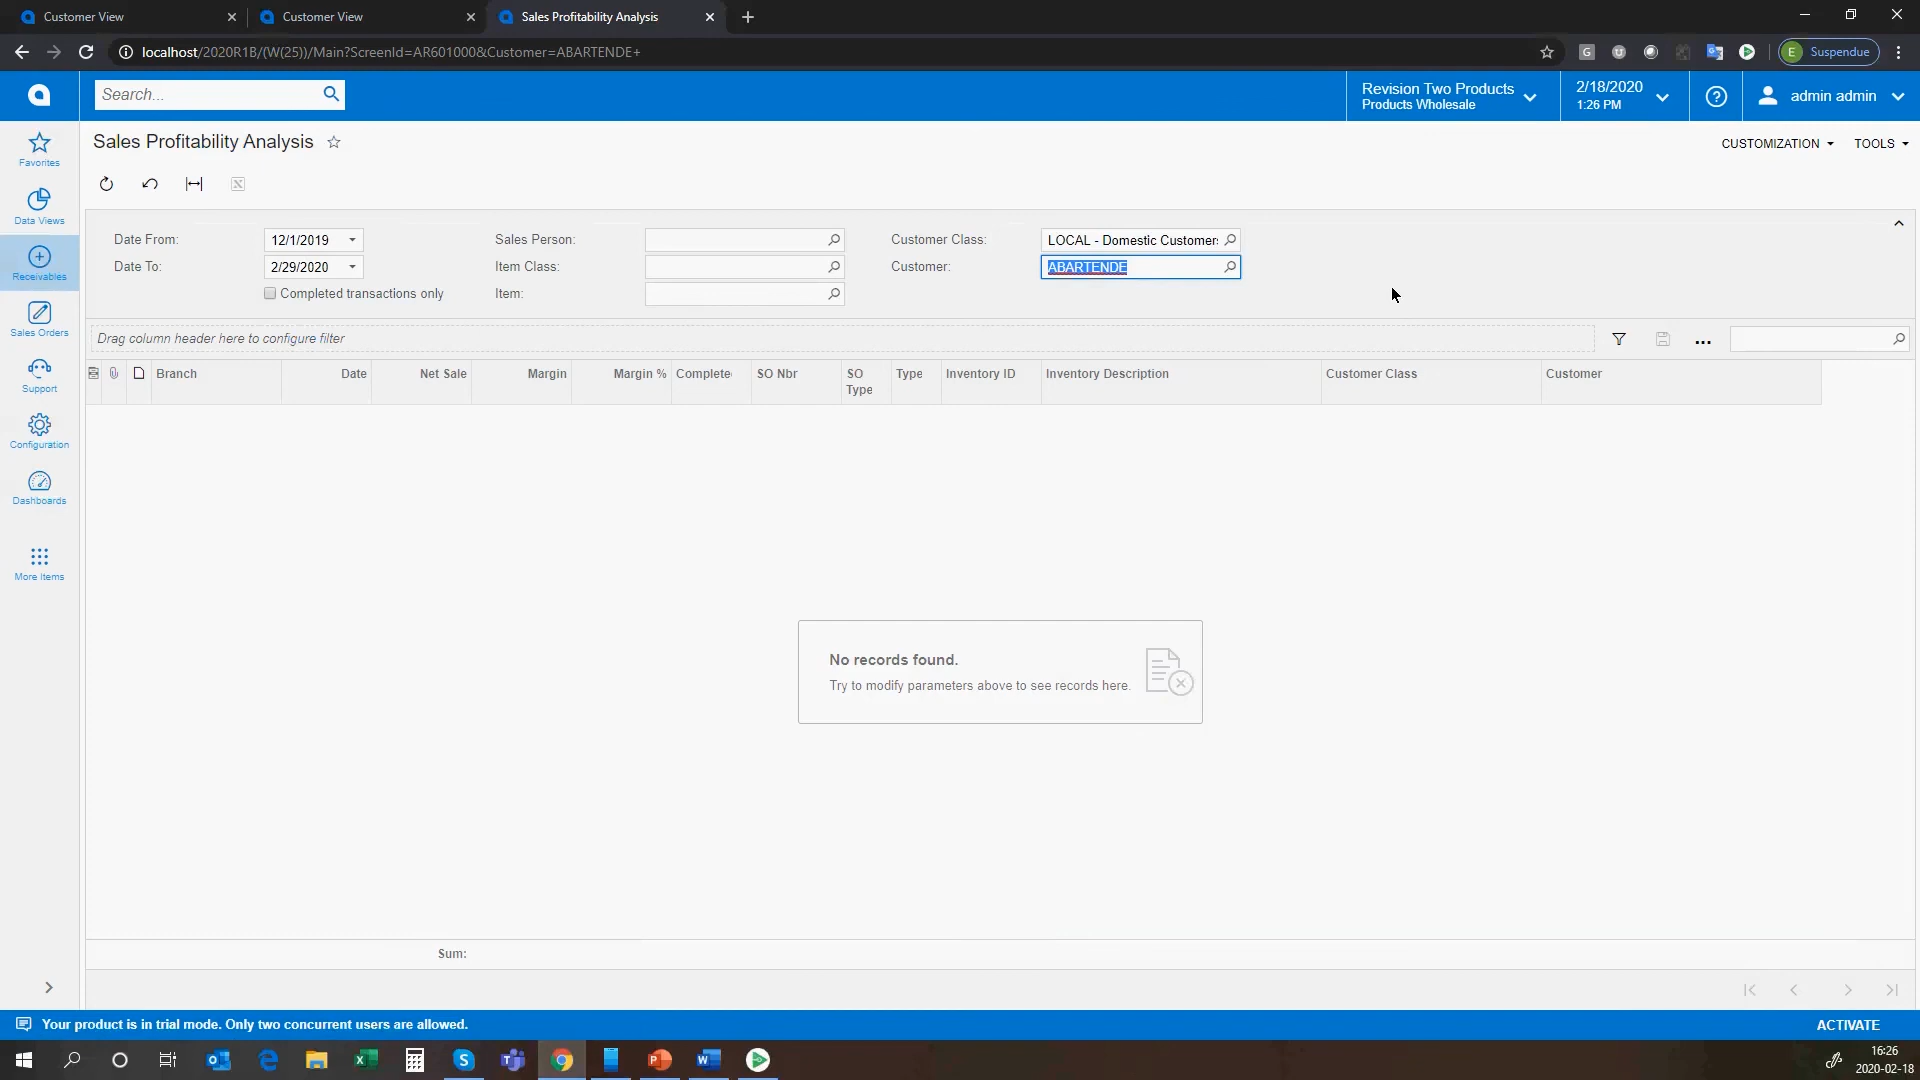 Customer View
Customer View
Sales Profitability Analysis
localhost/2020R1B/(W(25))/Main?ScreenId=AR601000&Customer=ABARTENDE+
E Suspendue
Search...
Revision Two Products
Products Wholesale
2/18/2020
1:26 PM
admin admin
Favorites
Data Views
Receivables
Sales Orders
Support
Configuration
Dashboards
More Items
Sales Profitability Analysis
CUSTOMIZATION
TOOLS
Date From: 12/1/2019
Sales Person:
Customer Class: LOCAL - Domestic Customers
Date To: 2/29/2020
Item Class:
Customer: ABARTENDE
Completed transactions only
Item:
Drag column header here to configure filter
Branch Date Net Sale Margin Margin % Complete SO Nbr SO Type Type Inventory ID Inventory Description Customer Class Customer
No records found.
Try to modify parameters above to see records here.
Sum:
Your product is in trial mode. Only two concurrent users are allowed.
ACTIVATE
16:26
2020-02-18